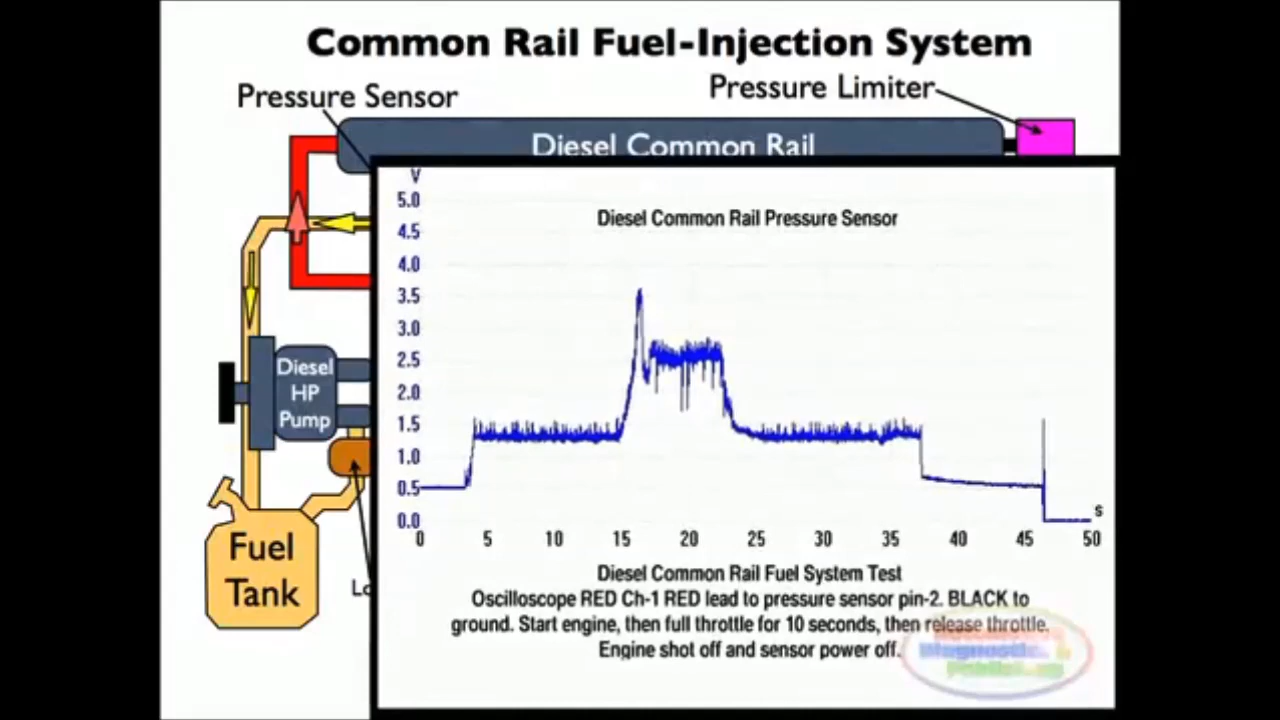 Common Rail Fuel-Injection System
Pressure Sensor
Pressure Limiter
Diesel Common Rail
V
5.0
4.5
4.0
3.5
3.0
2.5
2.0
1.5
1.0
0.5
0.0
Diesel Common Rail Pressure Sensor
s
0 5 10 15 20 25 30 35 40 45 50
Diesel
HP
Pump
Fuel
Tank
Diesel Common Rail Fuel System Test
Oscilloscope RED Ch-1 RED lead to pressure sensor pin-2. BLACK to
ground. Start engine, then full throttle for 10 seconds, then release throttle.
Engine shot off and sensor power off.